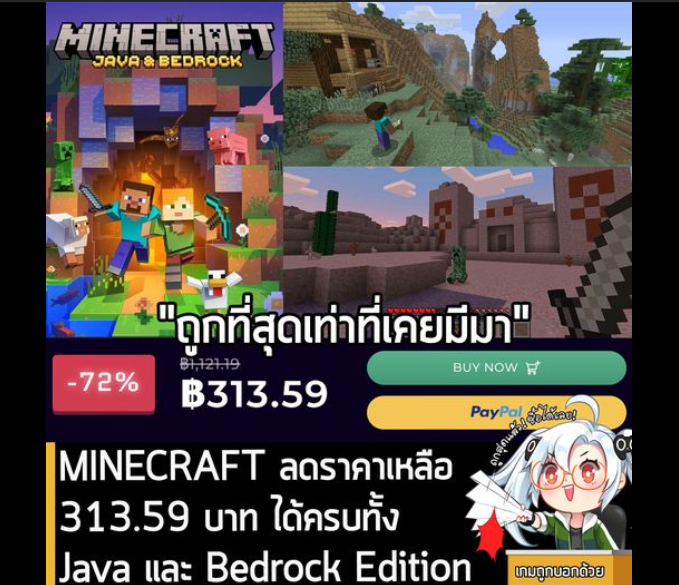 MINECRAFT
JAVA & BEDROCK
"ถูกที่สุดเท่าที่เคยมีมา"
-72%
฿1,121.19
฿313.59
BUY NOW
PayPal
ถูกสุดแล้ว! ซื้อได้เลย!
MINECRAFT ลดราคาเหลือ
313.59 บาท ได้ครบทั้ง
Java และ Bedrock Edition
เกมถูกบอกด้วย